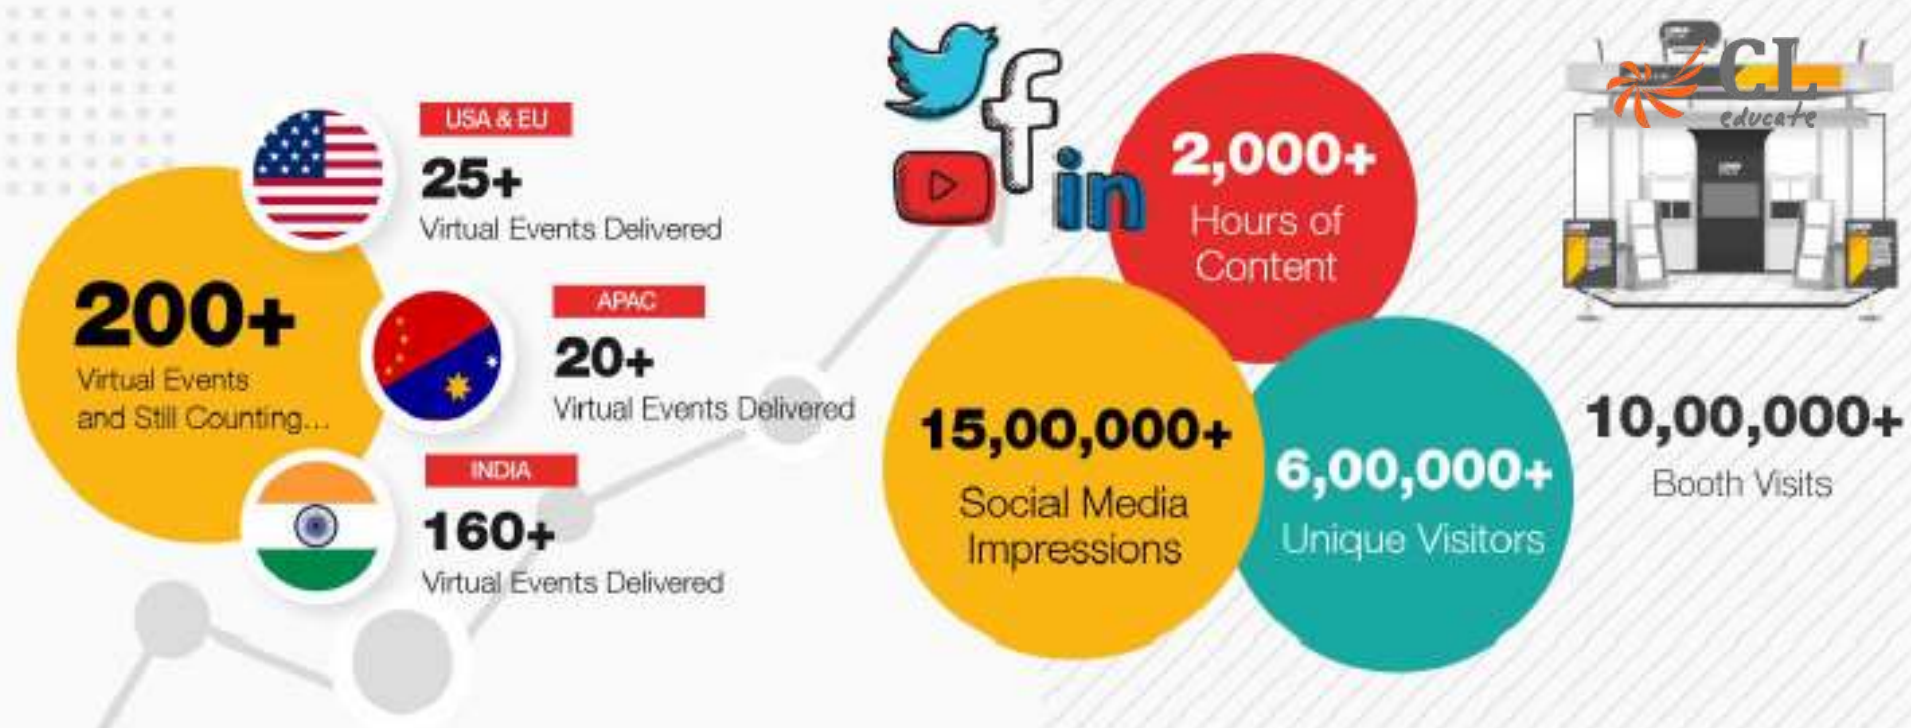 200+
Virtual Events
and Still Counting...
USA & EU
25+
Virtual Events Delivered
APAC
20+
Virtual Events Delivered
INDIA
160+
Virtual Events Delivered
f
in
2,000+
Hours of
Content
15,00,000+
Social Media
Impressions
6,00,000+
Unique Visitors
CL
educate
10,00,000+
Booth Visits